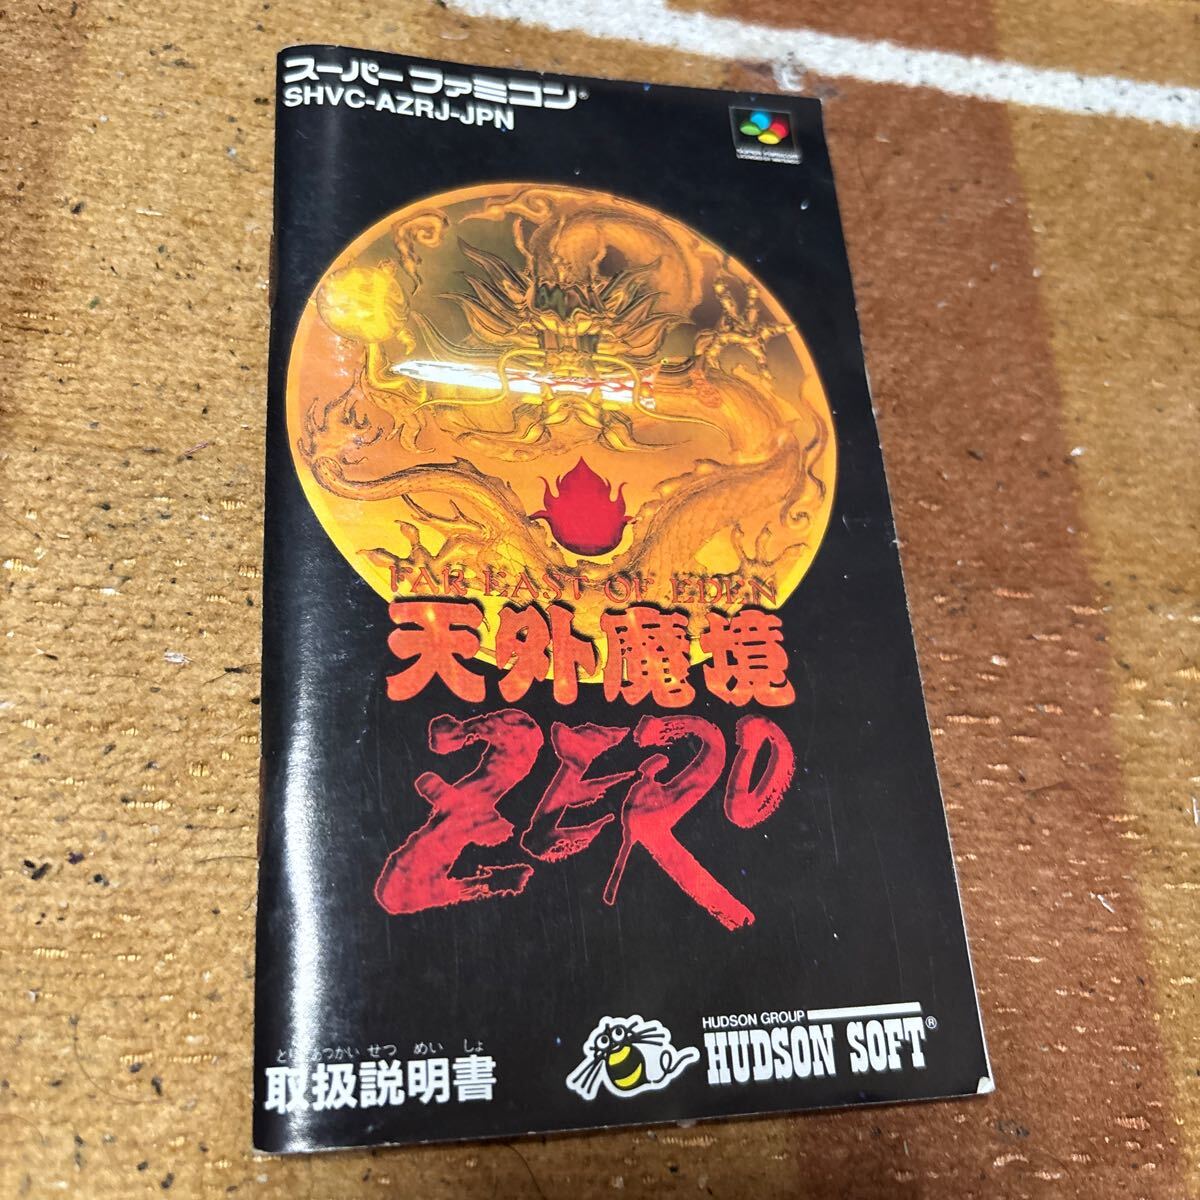 スーパーファミコン®
SHVC-AZRJ-JPN
FAR EAST OF EDEN
天外魔境
ZERO
HUDSON GROUP
HUDSON SOFT®
とりあつかいせつめいしょ
取扱説明書